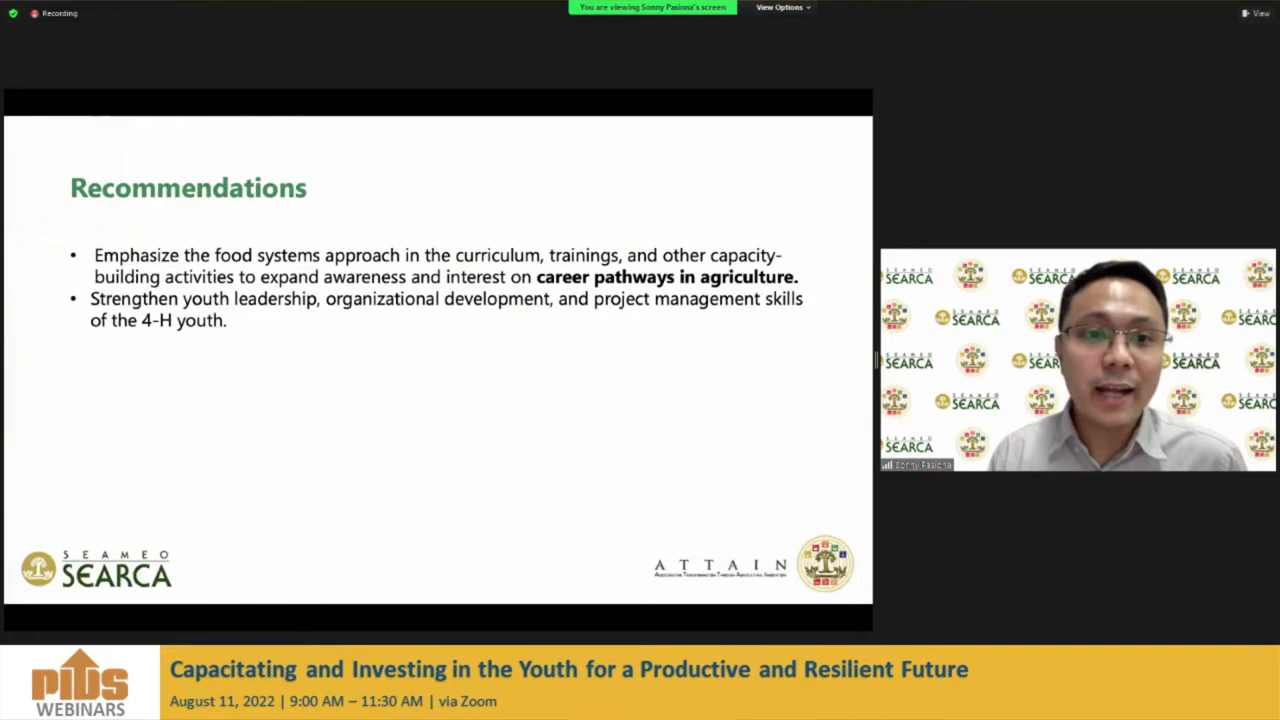 Recording
You are viewing Sonny Pasiona's screen
View Options
View
Recommendations
• Emphasize the food systems approach in the curriculum, trainings, and other capacity-
building activities to expand awareness and interest on career pathways in agriculture.
• Strengthen youth leadership, organizational development, and project management skills
of the 4-H youth.
SEAMEO
SEARCA
ATTAIN
SEAMEO
SEARCA
Sonny Pasiona
PIDS
WEBINARS
Capacitating and Investing in the Youth for a Productive and Resilient Future
August 11, 2022 | 9:00 AM – 11:30 AM | via Zoom